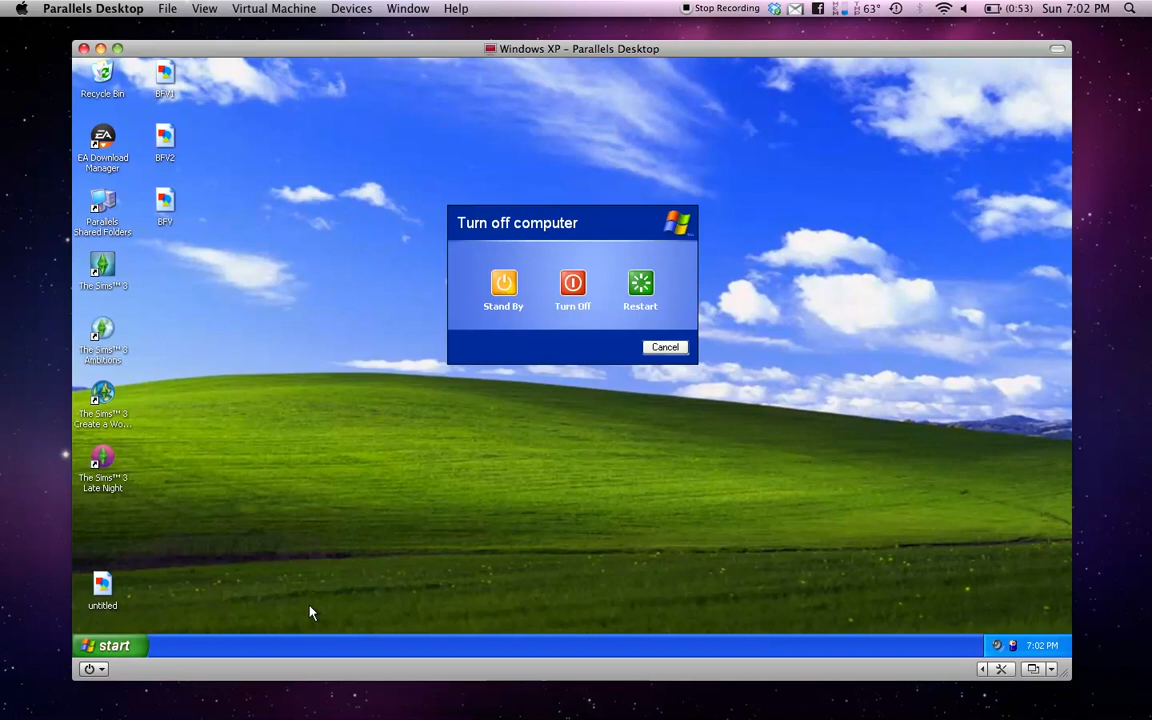 Parallels Desktop File View Virtual Machine Devices Window Help Stop Recording 63° (0:53) Sun 7:02 PM
Windows XP - Parallels Desktop
Recycle Bin
BFV1
EA Download
Manager
BFV2
Parallels
Shared Folders
BFV
The Sims™ 3
The Sims™ 3
Ambitions
The Sims™ 3
Create a Wo...
The Sims™ 3
Late Night
untitled
Turn off computer
Stand By Turn Off Restart
Cancel
start 7:02 PM